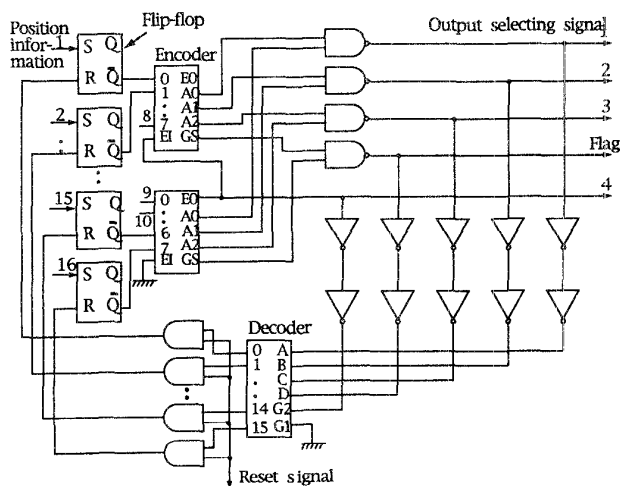 Position
infor-
mation
1
Flip-flop
S Q
R Q̄
2
S Q
R Q̄
15
S Q
R Q̄
16
S Q
R Q̄
Encoder
0 E0
1 A0
A1
7 A2
EI GS
8
9
10
0 E0
A0
6 A1
7 A2
EI GS
Output selecting signal
1
2
3
Flag
4
Decoder
0 A
1 B
C
D
14 G2
15 G1
Reset signal